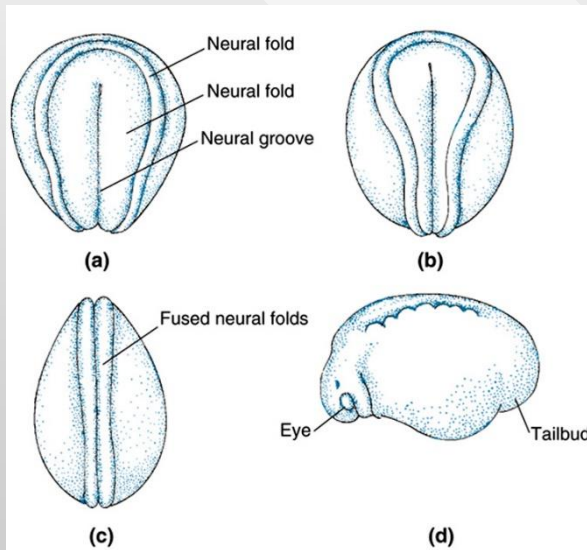 Neural fold
Neural fold
Neural groove
(a)
(b)
Fused neural folds
Eye
Tailbud
(c)
(d)